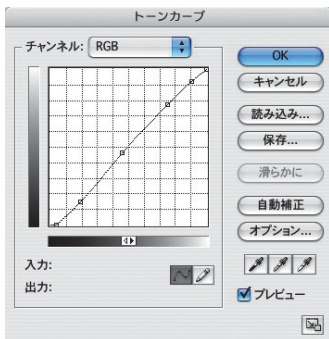 トーンカーブ
チャンネル: RGB
OK
キャンセル
読み込み...
保存...
滑らかに
自動補正
オプション...
入力:
出力:
プレビュー